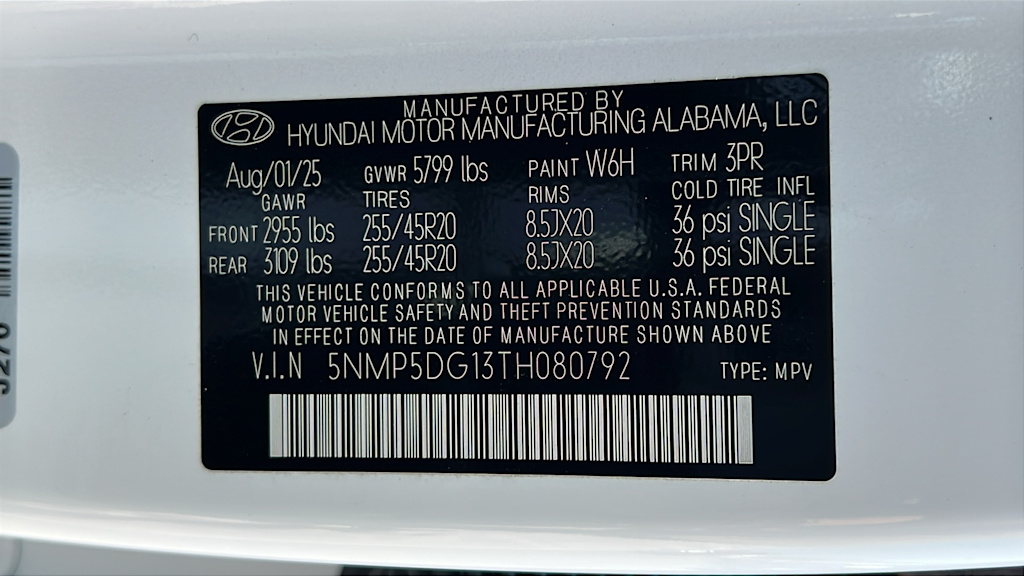 MANUFACTURED BY
HYUNDAI MOTOR MANUFACTURING ALABAMA, LLC
Aug/01/25 GVWR 5799 lbs PAINT W6H TRIM 3PR
GAWR TIRES RIMS COLD TIRE INFL
FRONT 2955 lbs 255/45R20 8.5JX20 36 psi SINGLE
REAR 3109 lbs 255/45R20 8.5JX20 36 psi SINGLE
THIS VEHICLE CONFORMS TO ALL APPLICABLE U.S.A. FEDERAL
MOTOR VEHICLE SAFETY AND THEFT PREVENTION STANDARDS
IN EFFECT ON THE DATE OF MANUFACTURE SHOWN ABOVE
V.I.N 5NMP5DG13TH080792 TYPE: MPV